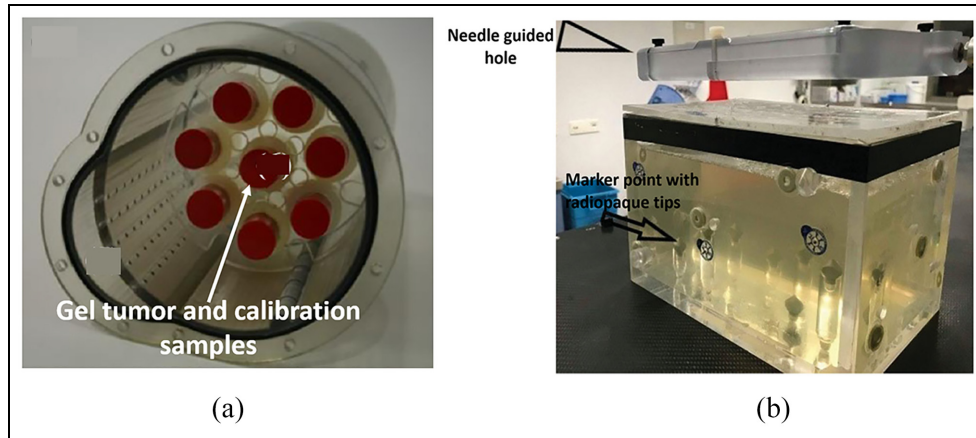 Gel tumor and calibration
samples
(a)
Needle guided
hole
Marker point with
radiopaque tips
(b)